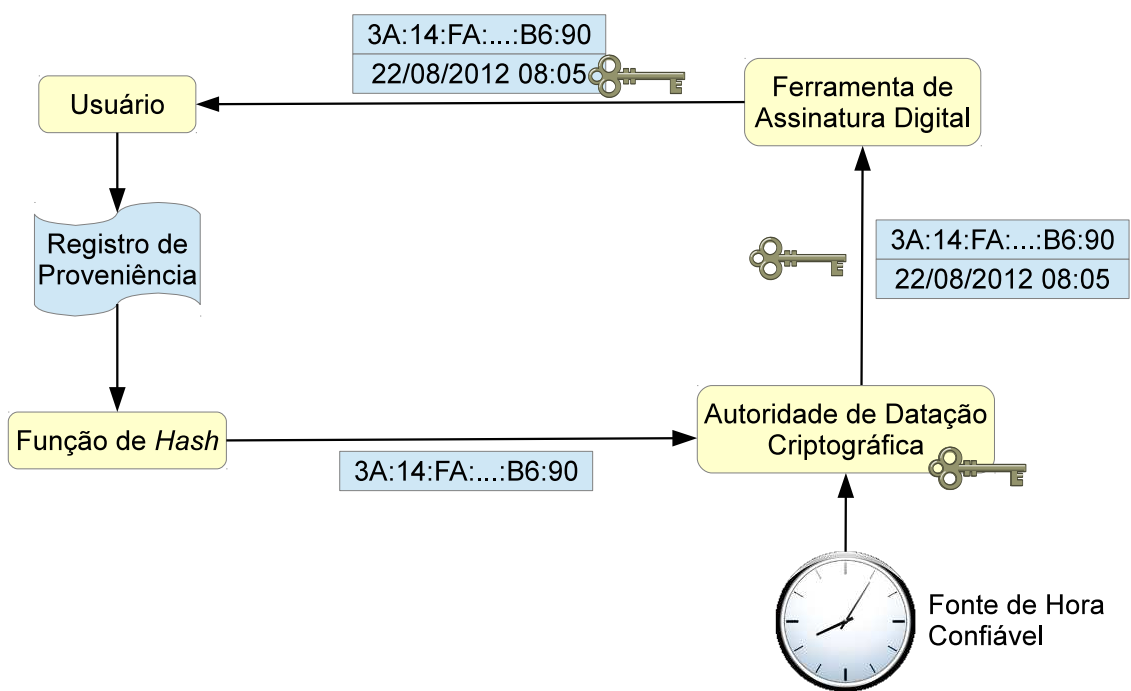 3A:14:FA:...:B6:90
22/08/2012 08:05
Usuário
Ferramenta de
Assinatura Digital
Registro de
Proveniência
3A:14:FA:...:B6:90
22/08/2012 08:05
Função de Hash
Autoridade de Datação
Criptográfica
3A:14:FA:...:B6:90
Fonte de Hora
Confiável